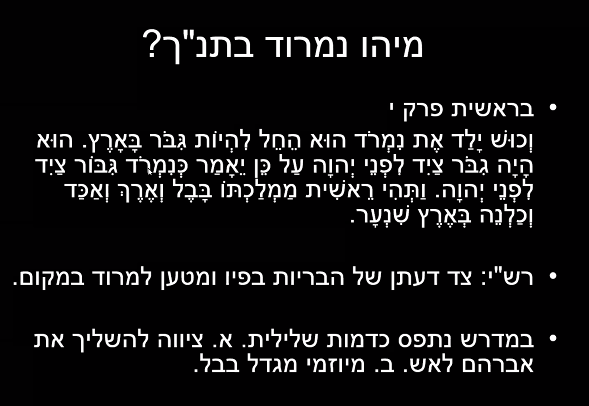 מיהו נמרוד בתנ"ך?
• בראשית פרק י
וְכוּשׁ יָלַד אֶת נִמְרֹד הוּא הֵחֵל לִהְיוֹת גִּבֹּר בָּאָרֶץ. הוּא
הָיָה גִבֹּר צַיִד לִפְנֵי יְהוָה עַל כֵּן יֵאָמַר כְּנִמְרֹד גִּבּוֹר צַיִד
לִפְנֵי יְהוָה. וַתְּהִי רֵאשִׁית מַמְלַכְתּוֹ בָּבֶל וְאֶרֶךְ וְאַכַּד
וְכַלְנֵה בְּאֶרֶץ שִׁנְעָר.
• רש"י: צד דעתן של הבריות בפיו ומטען למרוד במקום.
• במדרש נתפס כדמות שלילית. א. ציווה להשליך את
אברהם לאש. ב. מיוזמי מגדל בבל.